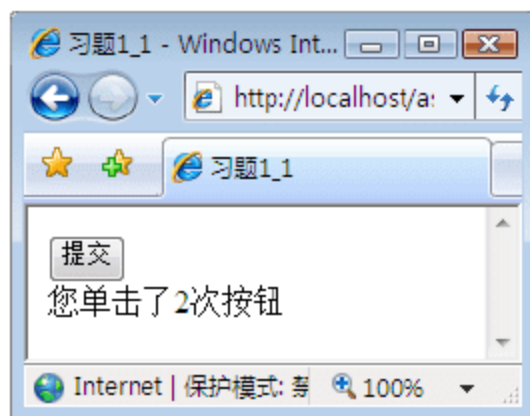 习题1_1 - Windows Int...
http://localhost/a
习题1_1
提交
您单击了2次按钮
Internet | 保护模式: 禁
100%